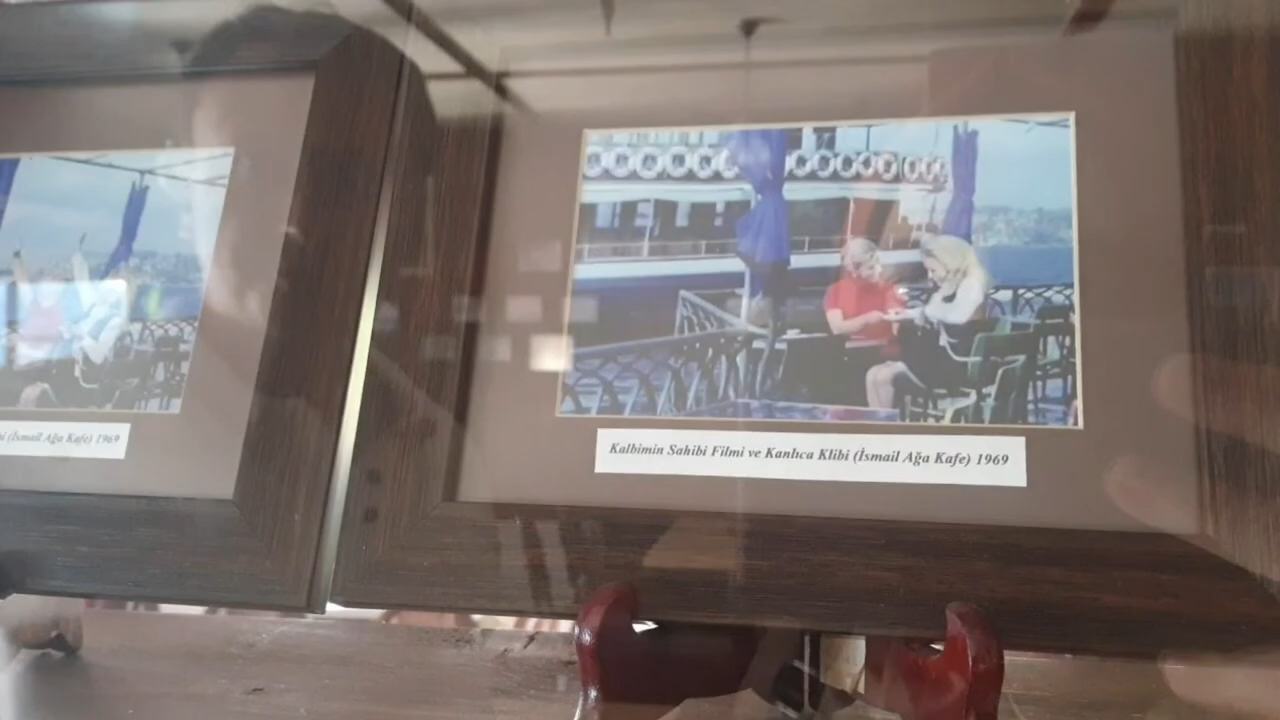 i (İsmail Ağa Kafe) 1969
Kalbimin Sahibi Filmi ve Kanlıca Klibi (İsmail Ağa Kafe) 1969